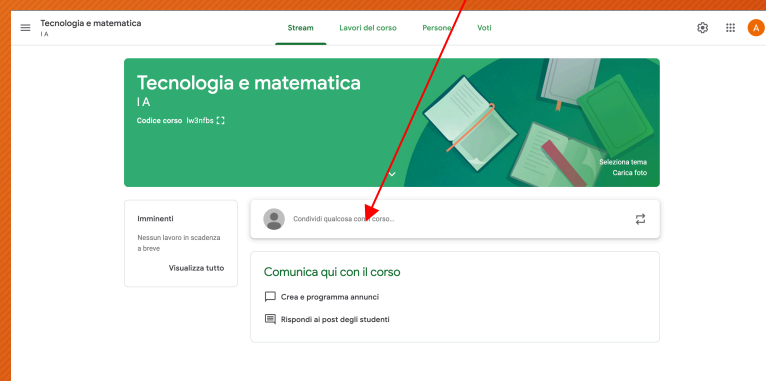 Tecnologia e matematica
I A
Stream
Lavori del corso
Persone
Voti
A
Tecnologia e matematica
I A
Codice corso lw3nfbs
Seleziona tema
Carica foto
Imminenti
Nessun lavoro in scadenza
a breve
Visualizza tutto
Condividi qualcosa con il corso...
Comunica qui con il corso
Crea e programma annunci
Rispondi ai post degli studenti